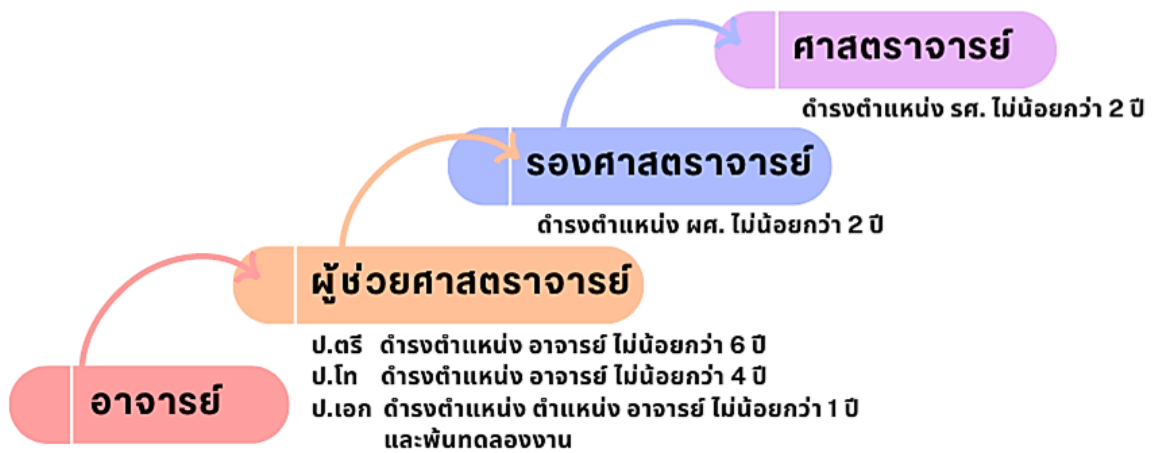 ศาสตราจารย์
ดำรงตำแหน่ง รศ. ไม่น้อยกว่า 2 ปี
รองศาสตราจารย์
ดำรงตำแหน่ง ผศ. ไม่น้อยกว่า 2 ปี
ผู้ช่วยศาสตราจารย์
ป.ตรี ดำรงตำแหน่ง อาจารย์ ไม่น้อยกว่า 6 ปี
ป.โท ดำรงตำแหน่ง อาจารย์ ไม่น้อยกว่า 4 ปี
ป.เอก ดำรงตำแหน่ง ตำแหน่ง อาจารย์ ไม่น้อยกว่า 1 ปี
และพ้นทดลองงาน
อาจารย์